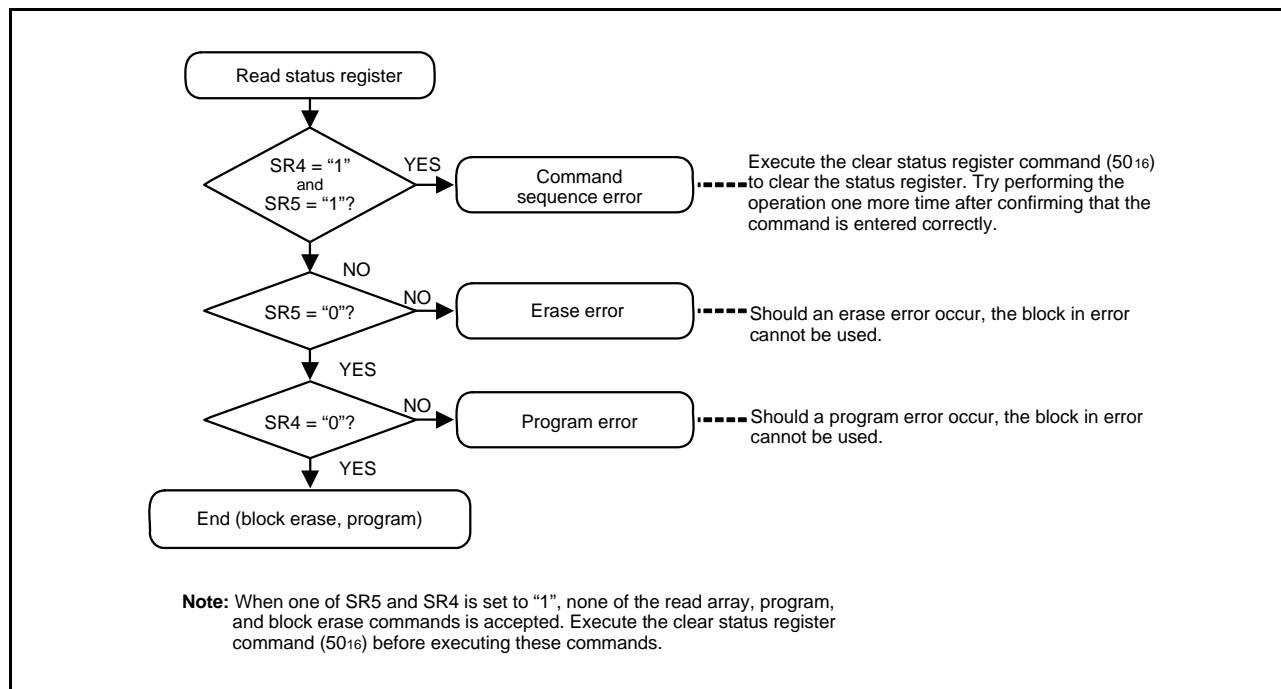 Read status register
SR4 = “1”
and
SR5 = “1”?
YES
Command
sequence error
Execute the clear status register command (5016)
to clear the status register. Try performing the
operation one more time after confirming that the
command is entered correctly.
NO
SR5 = “0”?
NO
Erase error
Should an erase error occur, the block in error
cannot be used.
YES
SR4 = “0”?
NO
Program error
Should a program error occur, the block in error
cannot be used.
YES
End (block erase, program)
Note: When one of SR5 and SR4 is set to “1”, none of the read array, program,
and block erase commands is accepted. Execute the clear status register
command (5016) before executing these commands.